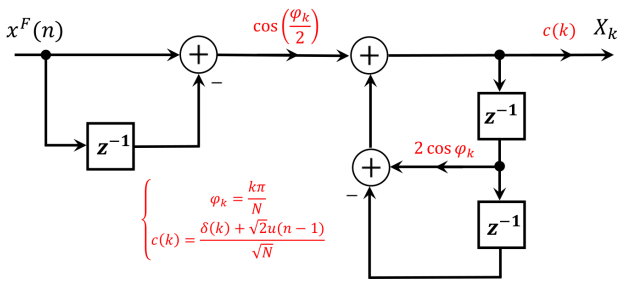 x^F(n)
cos(φ_k/2)
c(k)
X_k
+
+
−
z^{-1}
z^{-1}
2 cos φ_k
+
−
z^{-1}
φ_k = kπ/N
c(k) = (δ(k) + √2u(n − 1))/√N